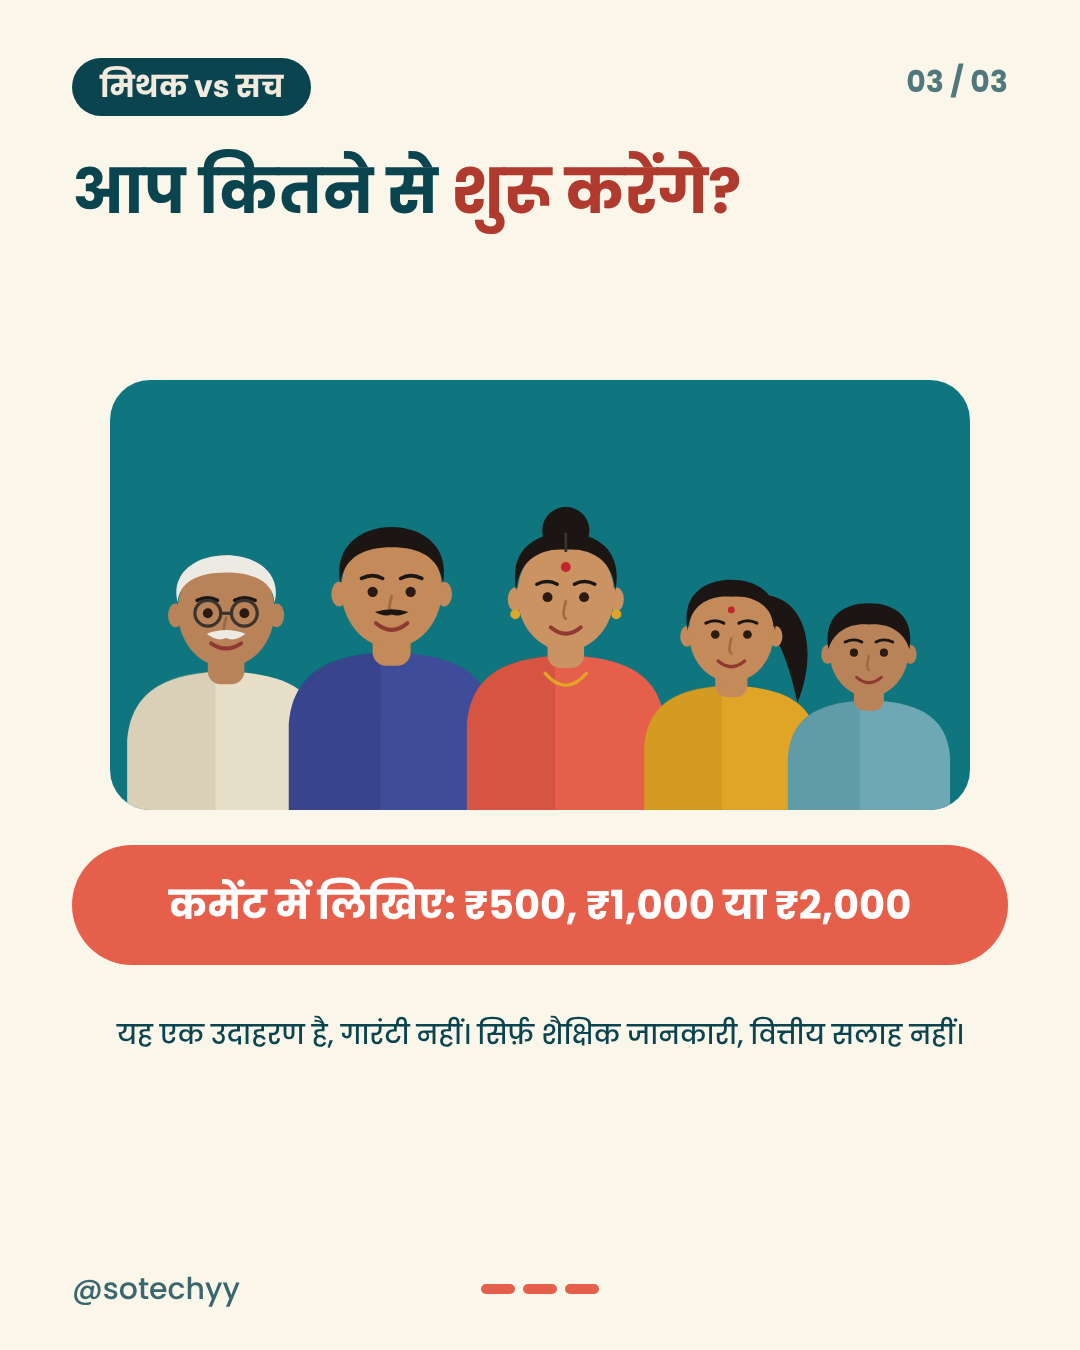 मिथक vs सच
03 / 03
आप कितने से शुरू करेंगे?
कमेंट में लिखिए: ₹500, ₹1,000 या ₹2,000
यह एक उदाहरण है, गारंटी नहीं। सिर्फ़ शैक्षिक जानकारी, वित्तीय सलाह नहीं।
@sotechyy